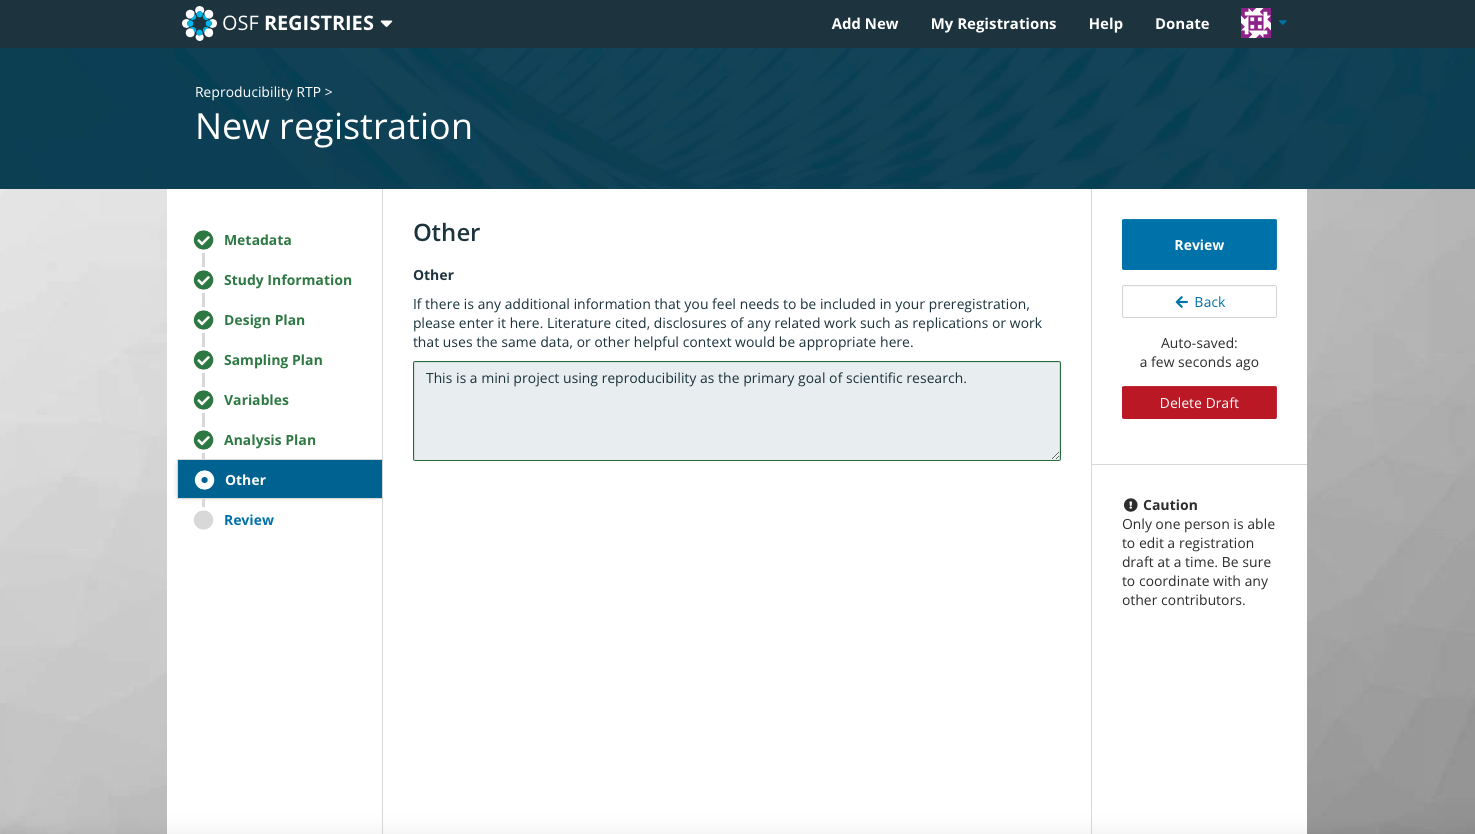 OSF REGISTRIES
Add New
My Registrations
Help
Donate
Reproducibility RTP >
New registration
Metadata
Study Information
Design Plan
Sampling Plan
Variables
Analysis Plan
Other
Review
Other
Other
If there is any additional information that you feel needs to be included in your preregistration,
please enter it here. Literature cited, disclosures of any related work such as replications or work
that uses the same data, or other helpful context would be appropriate here.
This is a mini project using reproducibility as the primary goal of scientific research.
Review
Back
Auto-saved:
a few seconds ago
Delete Draft
Caution
Only one person is able
to edit a registration
draft at a time. Be sure
to coordinate with any
other contributors.